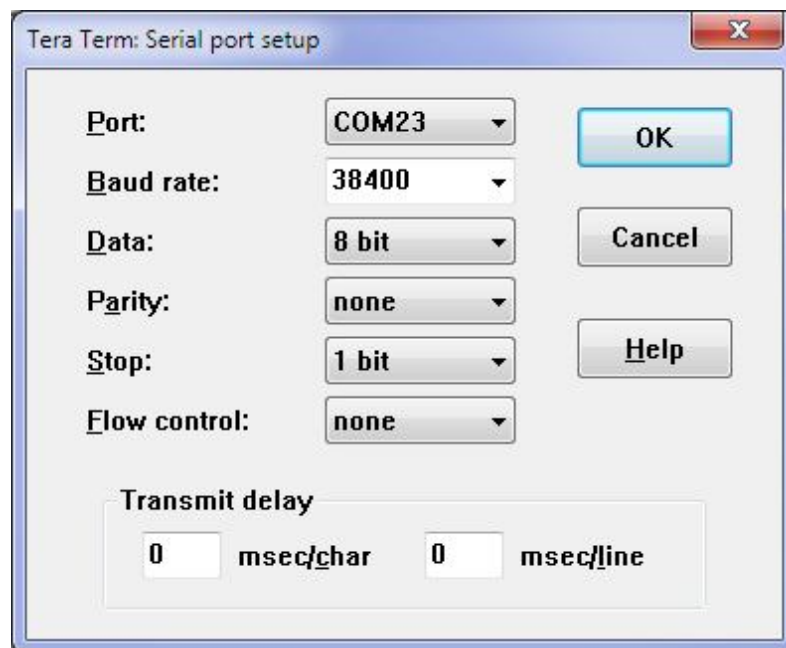 Tera Term: Serial port setup
Port: COM23
OK
Baud rate: 38400
Data: 8 bit
Cancel
Parity: none
Stop: 1 bit
Help
Flow control: none
Transmit delay
0 msec/char 0 msec/line